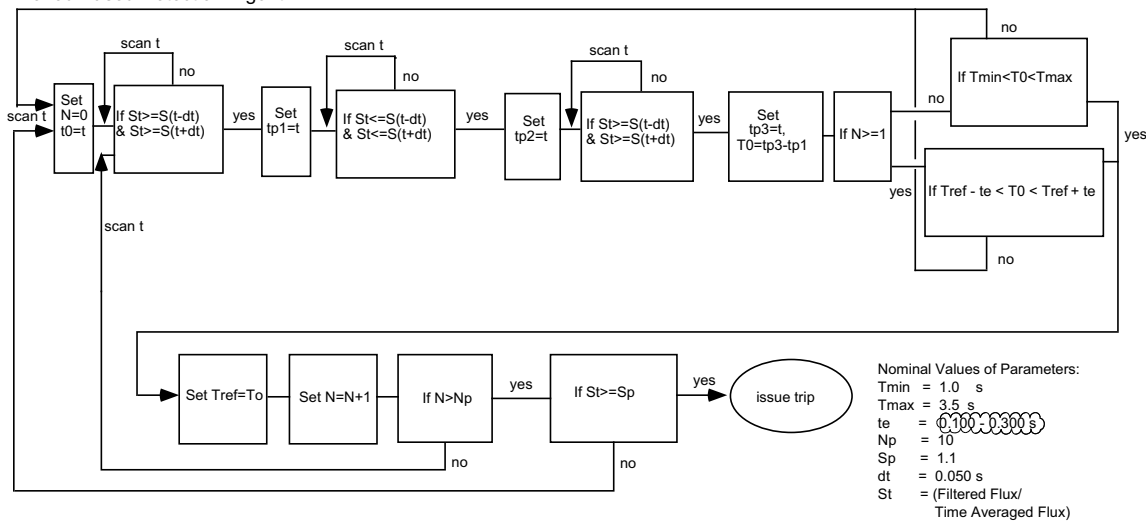 scan t
no
scan t
no
scan t
no
no
scan t
Set
N=0
t0=t
If St>=S(t-dt)
& St>=S(t+dt)
yes
Set
tp1=t
If St<=S(t-dt)
& St<=S(t+dt)
yes
Set
tp2=t
If St>=S(t-dt)
& St>=S(t+dt)
yes
Set
tp3=t,
T0=tp3-tp1
If N>=1
no
If Tmin<T0<Tmax
yes
yes
If Tref - te < T0 < Tref + te
no
scan t
Set Tref=To
Set N=N+1
If N>Np
yes
If St>=Sp
yes
issue trip
no
no
Nominal Values of Parameters:
Tmin = 1.0 s
Tmax = 3.5 s
te = 0.100 - 0.300 s
Np = 10
Sp = 1.1
dt = 0.050 s
St = (Filtered Flux/
Time Averaged Flux)